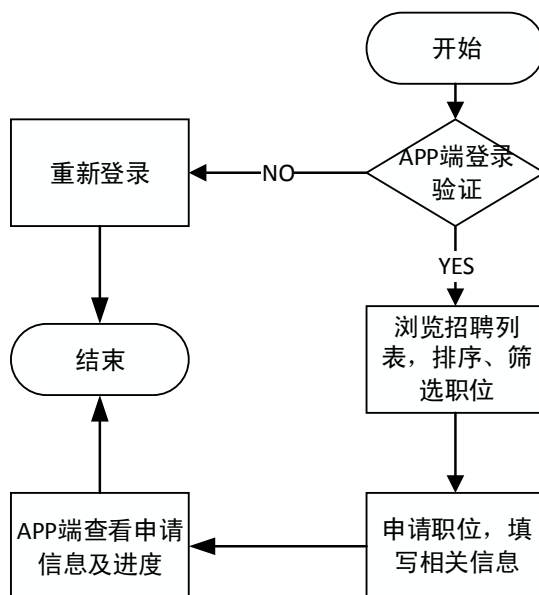 开始
APP端登录
验证
NO
重新登录
YES
浏览招聘列
表，排序、筛
选职位
结束
申请职位，填
写相关信息
APP端查看申请
信息及进度